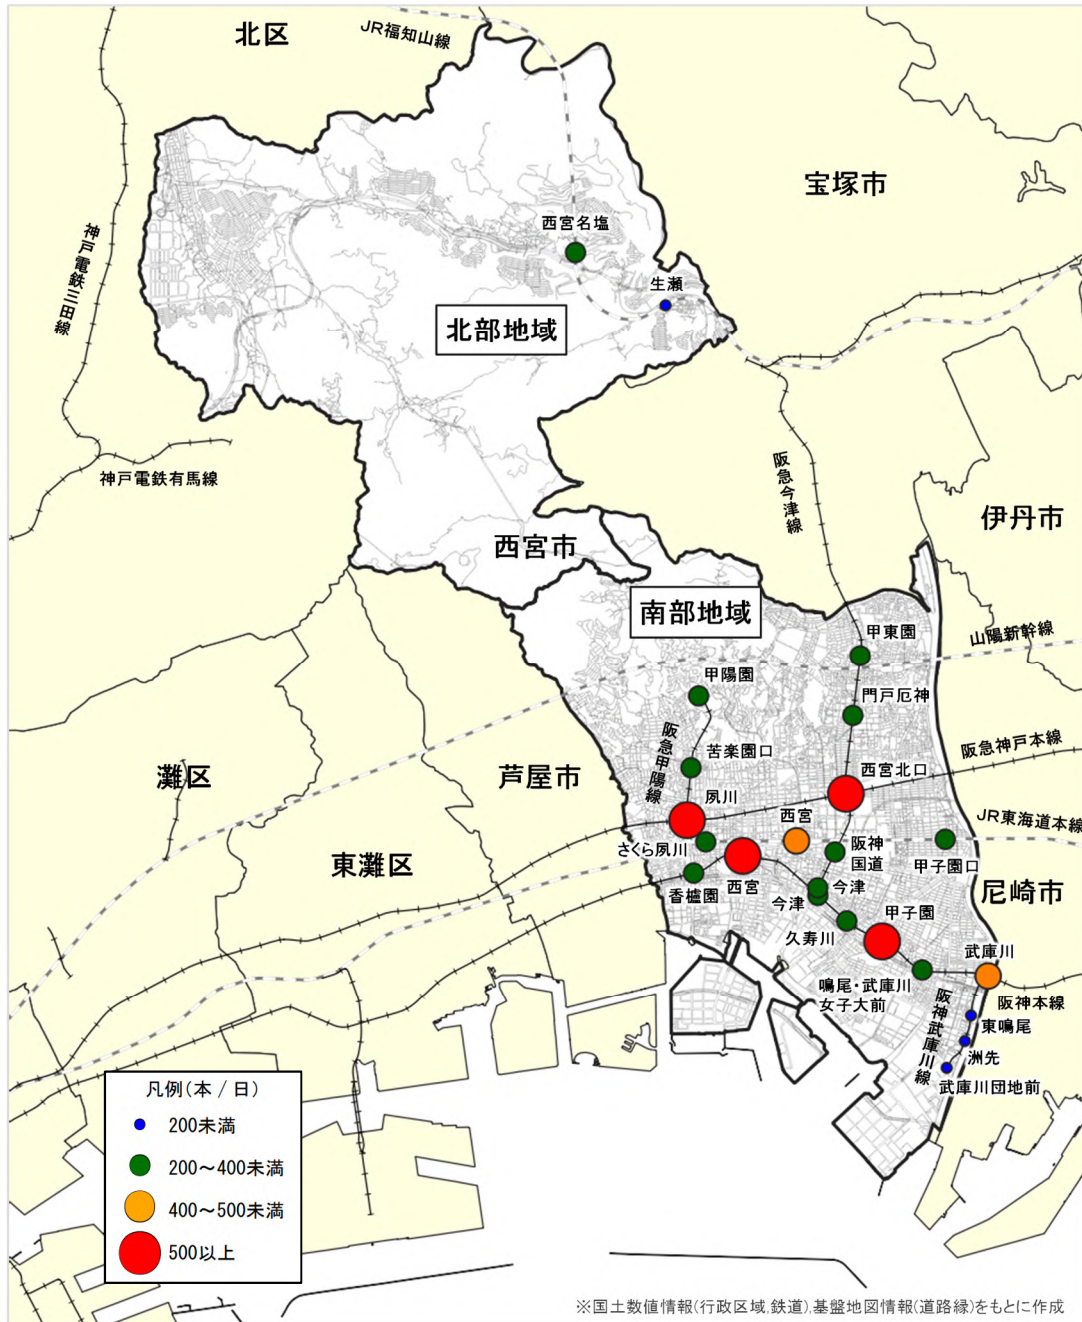 北区
JR福知山線
宝塚市
神戸電鉄三田線
西宮名塩
生瀬
北部地域
神戸電鉄有馬線
阪急今津線
伊丹市
西宮市
南部地域
甲東園
山陽新幹線
甲陽園
門戸厄神
阪急甲陽線
苦楽園口
阪急神戸本線
灘区
芦屋市
夙川
西宮北口
西宮
JR東海道本線
さくら夙川
阪神
国道
甲子園口
東灘区
香櫨園
西宮
今津
今津
尼崎市
久寿川
甲子園
武庫川
鳴尾・武庫川
女子大前
阪神武庫川線
阪神本線
東鳴尾
洲先
武庫川団地前
凡例(本 / 日)
200未満
200～400未満
400～500未満
500以上
※国土数値情報(行政区域,鉄道),基盤地図情報(道路縁)をもとに作成